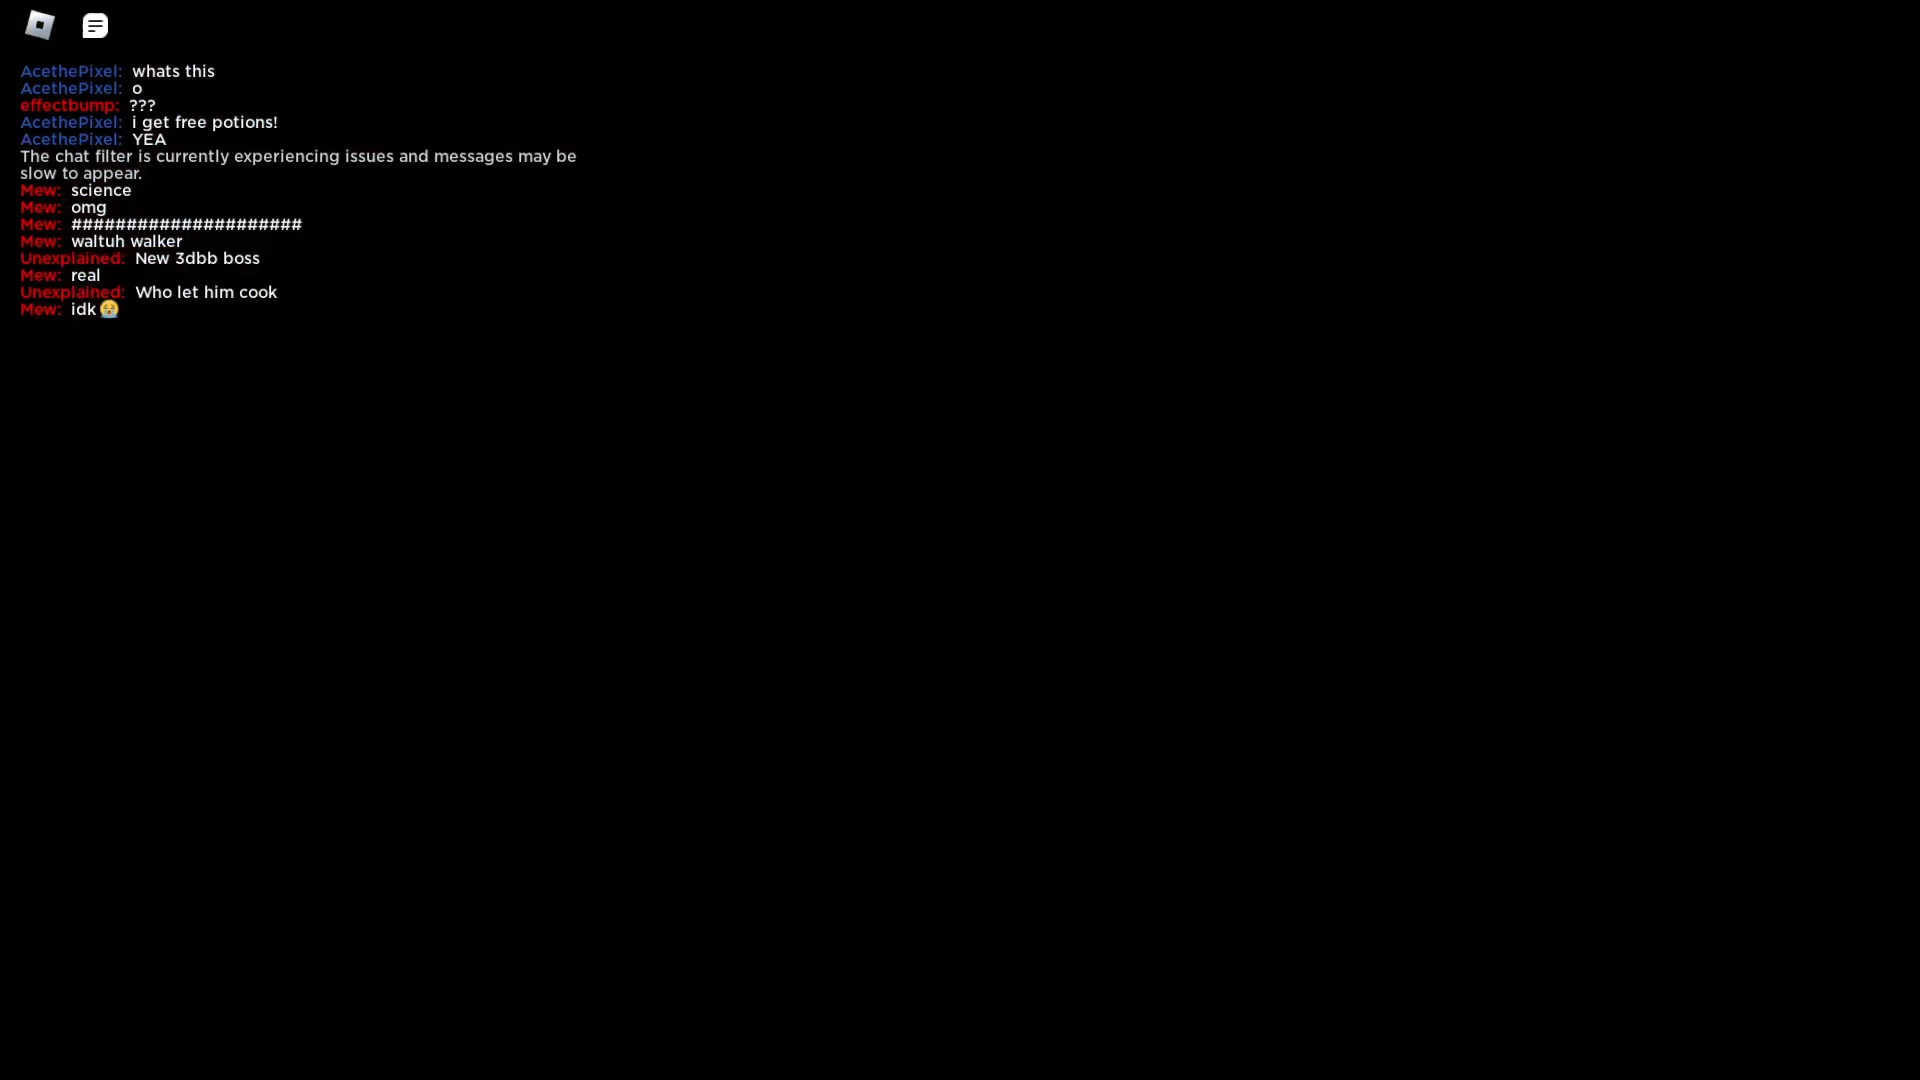 AcethePixel: whats this
AcethePixel: o
effectbump: ???
AcethePixel: i get free potions!
AcethePixel: YEA
The chat filter is currently experiencing issues and messages may be
slow to appear.
Mew: science
Mew: omg
Mew: #####################
Mew: waltuh walker
Unexplained: New 3dbb boss
Mew: real
Unexplained: Who let him cook
Mew: idk😭